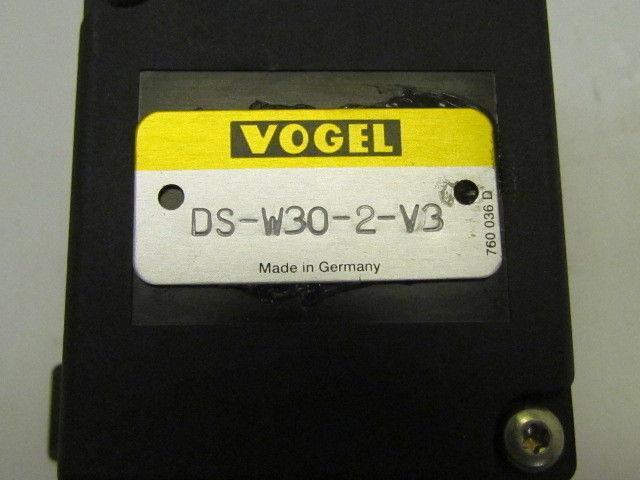 VOGEL
DS-W30-2-V3
Made in Germany
760 036 D